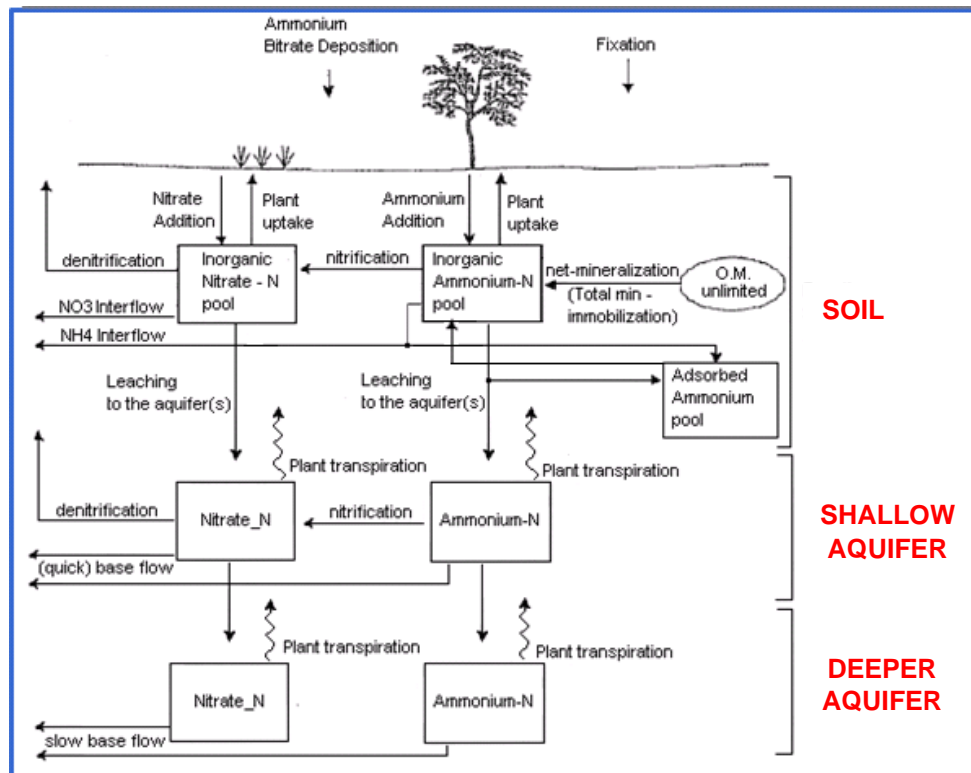 Ammonium
Bitrate Deposition
Fixation
Nitrate
Addition
Plant
uptake
Ammonium
Addition
Plant
uptake
denitrification
Inorganic
Nitrate - N
pool
nitrification
Inorganic
Ammonium-N
pool
net-mineralization
(Total min -
immobilization)
O.M.
unlimited
SOIL
NO3 Interflow
NH4 Interflow
Leaching
to the aquifer(s)
Leaching
to the aquifer(s)
Adsorbed
Ammonium
pool
Plant transpiration
Plant transpiration
denitrification
Nitrate_N
nitrification
Ammonium-N
SHALLOW
AQUIFER
(quick) base flow
Plant transpiration
Plant transpiration
Nitrate_N
Ammonium-N
DEEPER
AQUIFER
slow base flow